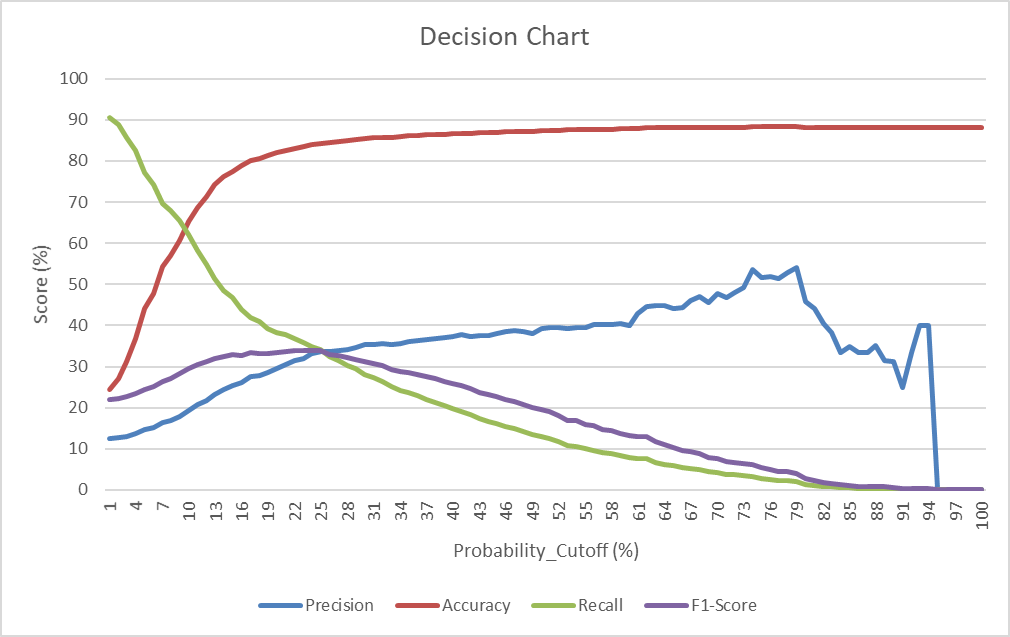 Decision Chart
100
90
80
70
60
50
40
30
20
10
0
Score (%)
1 4 7 10 13 16 19 22 25 28 31 34 37 40 43 46 49 52 55 58 61 64 67 70 73 76 79 82 85 88 91 94 97 100
Probability_Cutoff (%)
Precision Accuracy Recall F1-Score